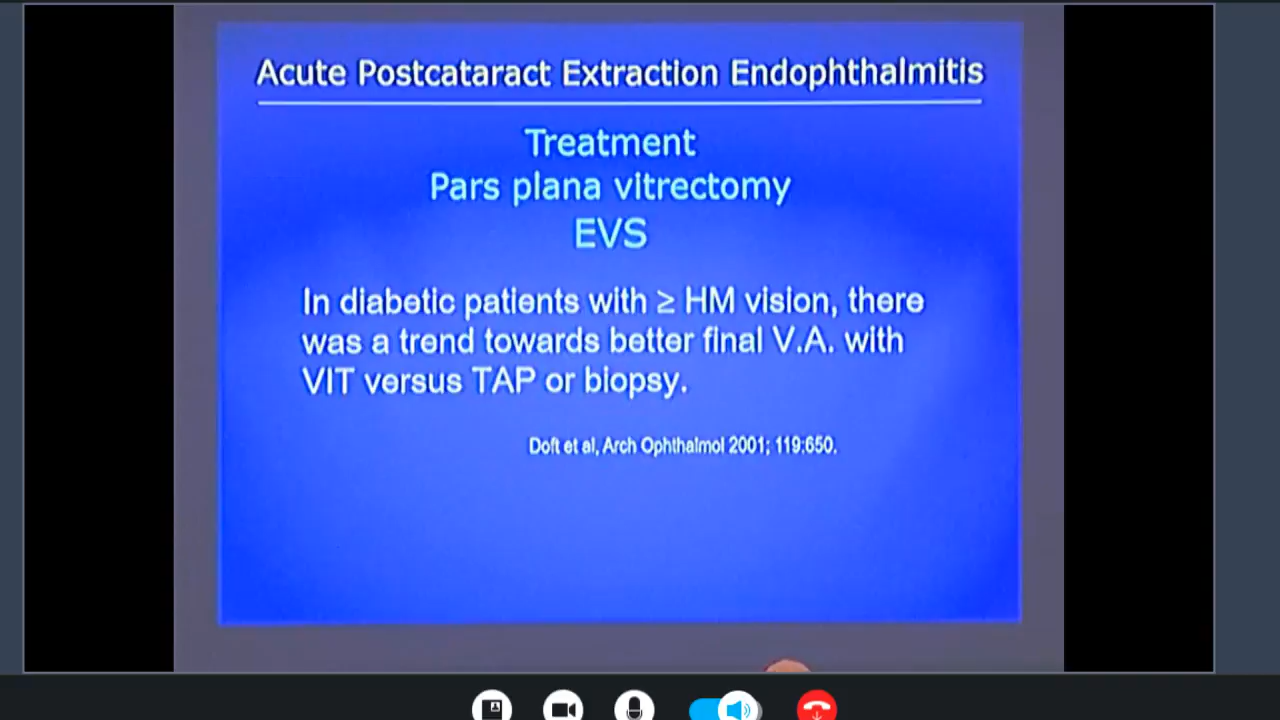 Acute Postcataract Extraction Endophthalmitis
Treatment
Pars plana vitrectomy
EVS
In diabetic patients with ≥ HM vision, there
was a trend towards better final V.A. with
VIT versus TAP or biopsy.
Doft et al, Arch Ophthalmol 2001; 119:650.